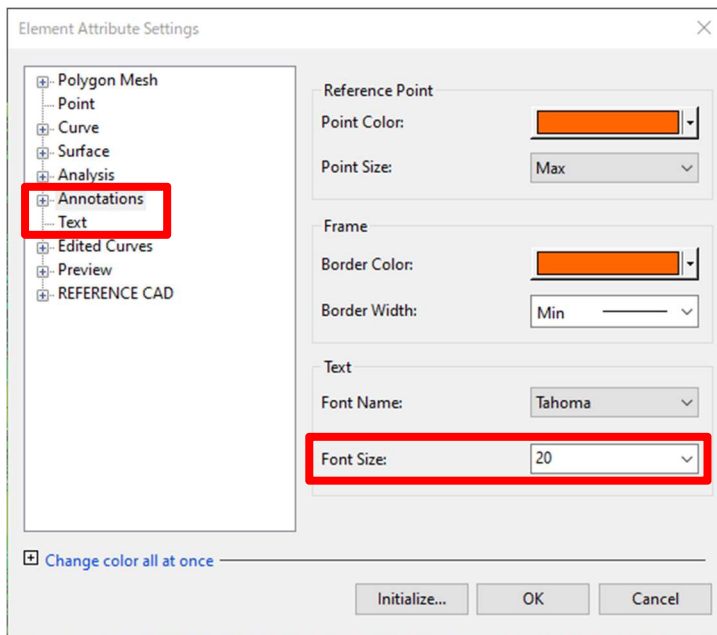 Element Attribute Settings
Polygon Mesh
Point
Curve
Surface
Analysis
Annotations
Text
Edited Curves
Preview
REFERENCE CAD
Reference Point
Point Color:
Point Size: Max
Frame
Border Color:
Border Width: Min
Text
Font Name: Tahoma
Font Size: 20
Change color all at once
Initialize... OK Cancel